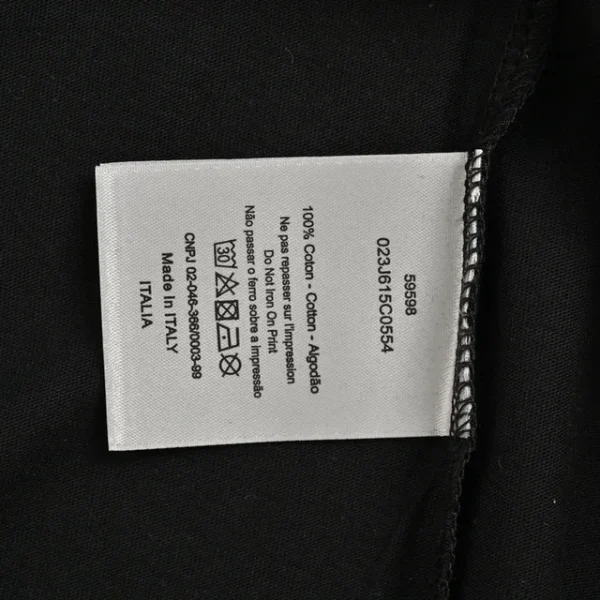 59598
023J615C0554
100% Coton - Cotton - Algodão
Ne pas repasser sur l'impression
Do Not Iron On Print
Não passar o ferro sobre a impressão
30
CNPJ 02-046-366/0003-99
Made In ITALY
ITALIA